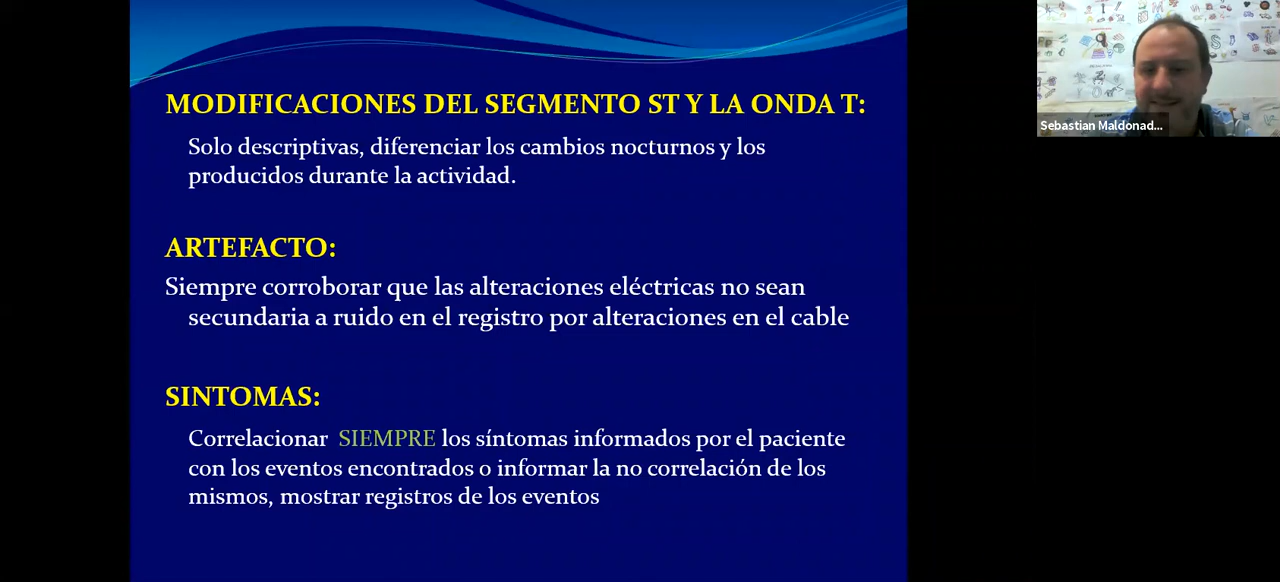 MODIFICACIONES DEL SEGMENTO ST Y LA ONDA T:
Solo descriptivas, diferenciar los cambios nocturnos y los
producidos durante la actividad.
ARTEFACTO:
Siempre corroborar que las alteraciones eléctricas no sean
secundaria a ruido en el registro por alteraciones en el cable
SINTOMAS:
Correlacionar SIEMPRE los síntomas informados por el paciente
con los eventos encontrados o informar la no correlación de los
mismos, mostrar registros de los eventos
Sebastian Maldonad...